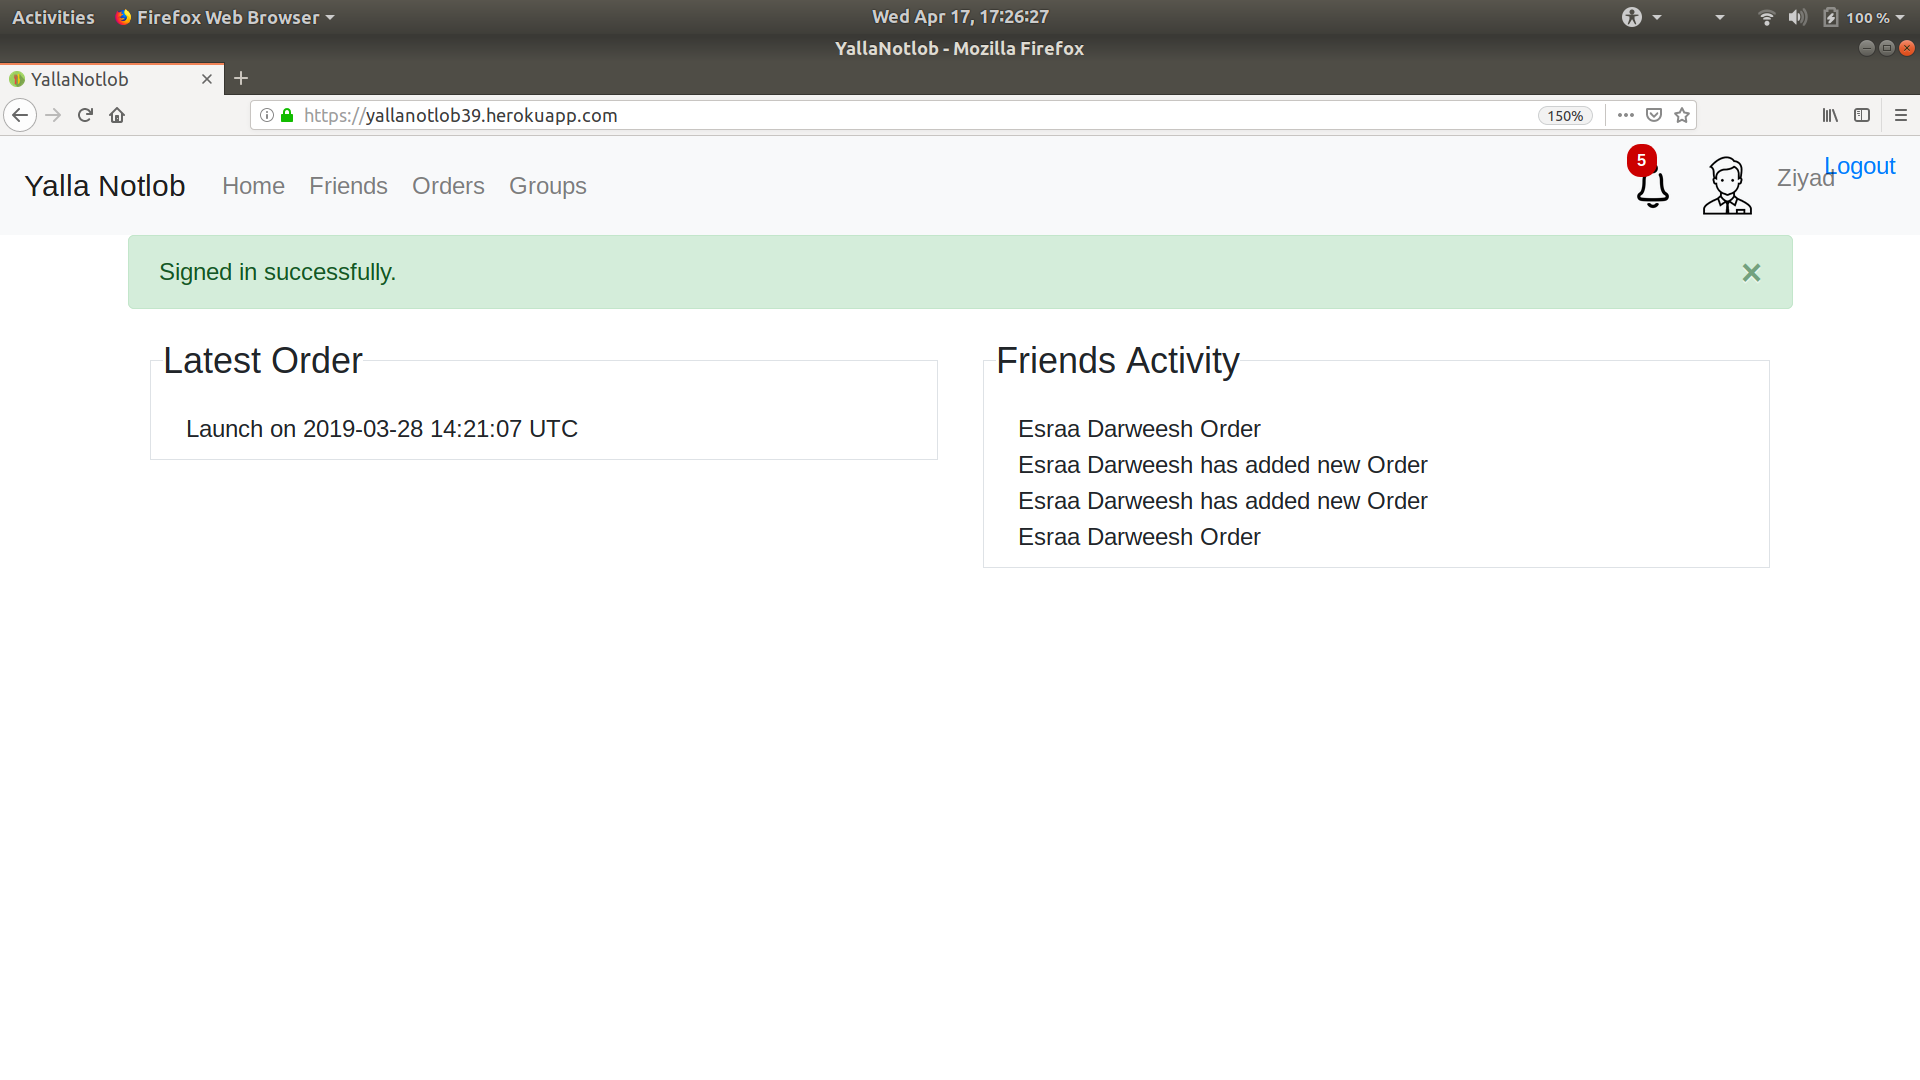 Activities Firefox Web Browser Wed Apr 17, 17:26:27 100 %
YallaNotlob - Mozilla Firefox
YallaNotlob
https://yallanotlob39.herokuapp.com 150%
Yalla Notlob Home Friends Orders Groups 5 Ziyad Logout
Signed in successfully.
Latest Order
Launch on 2019-03-28 14:21:07 UTC
Friends Activity
Esraa Darweesh Order
Esraa Darweesh has added new Order
Esraa Darweesh has added new Order
Esraa Darweesh Order